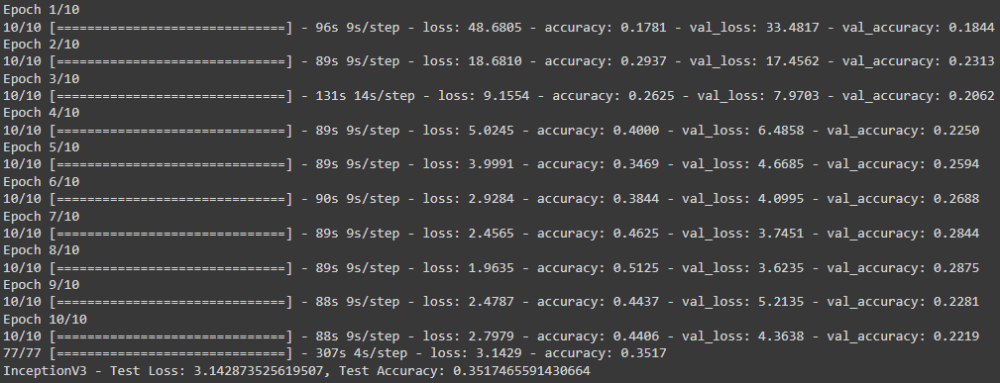 Epoch 1/10
10/10 [==============================] - 96s 9s/step - loss: 48.6805 - accuracy: 0.1781 - val_loss: 33.4817 - val_accuracy: 0.1844
Epoch 2/10
10/10 [==============================] - 89s 9s/step - loss: 18.6810 - accuracy: 0.2937 - val_loss: 17.4562 - val_accuracy: 0.2313
Epoch 3/10
10/10 [==============================] - 131s 14s/step - loss: 9.1554 - accuracy: 0.2625 - val_loss: 7.9703 - val_accuracy: 0.2062
Epoch 4/10
10/10 [==============================] - 89s 9s/step - loss: 5.0245 - accuracy: 0.4000 - val_loss: 6.4858 - val_accuracy: 0.2250
Epoch 5/10
10/10 [==============================] - 89s 9s/step - loss: 3.9991 - accuracy: 0.3469 - val_loss: 4.6685 - val_accuracy: 0.2594
Epoch 6/10
10/10 [==============================] - 90s 9s/step - loss: 2.9284 - accuracy: 0.3844 - val_loss: 4.0995 - val_accuracy: 0.2688
Epoch 7/10
10/10 [==============================] - 89s 9s/step - loss: 2.4565 - accuracy: 0.4625 - val_loss: 3.7451 - val_accuracy: 0.2844
Epoch 8/10
10/10 [==============================] - 89s 9s/step - loss: 1.9635 - accuracy: 0.5125 - val_loss: 3.6235 - val_accuracy: 0.2875
Epoch 9/10
10/10 [==============================] - 88s 9s/step - loss: 2.4787 - accuracy: 0.4437 - val_loss: 5.2135 - val_accuracy: 0.2281
Epoch 10/10
10/10 [==============================] - 88s 9s/step - loss: 2.7979 - accuracy: 0.4406 - val_loss: 4.3638 - val_accuracy: 0.2219
77/77 [==============================] - 307s 4s/step - loss: 3.1429 - accuracy: 0.3517
InceptionV3 - Test Loss: 3.142873525619507, Test Accuracy: 0.3517465591430664